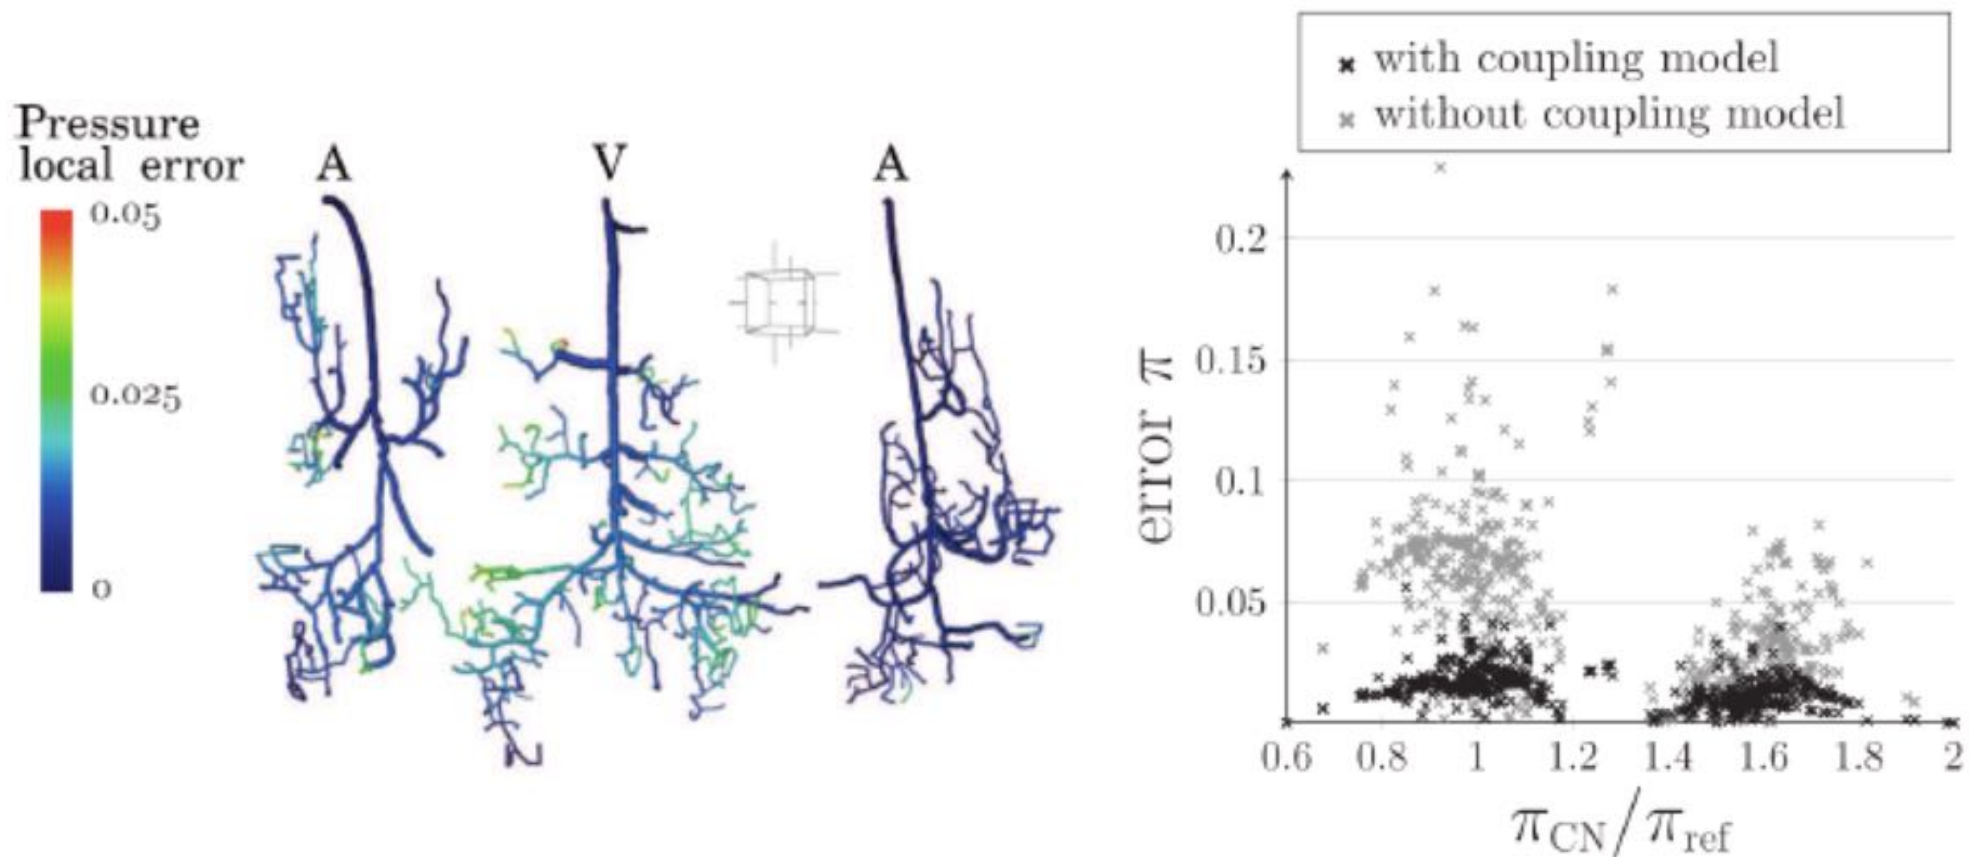 Pressure
local error
A
V
A
0.05
0.025
0
with coupling model
without coupling model
0.2
0.15
0.1
0.05
error π
0.6 0.8 1 1.2 1.4 1.6 1.8 2
π_CN/π_ref